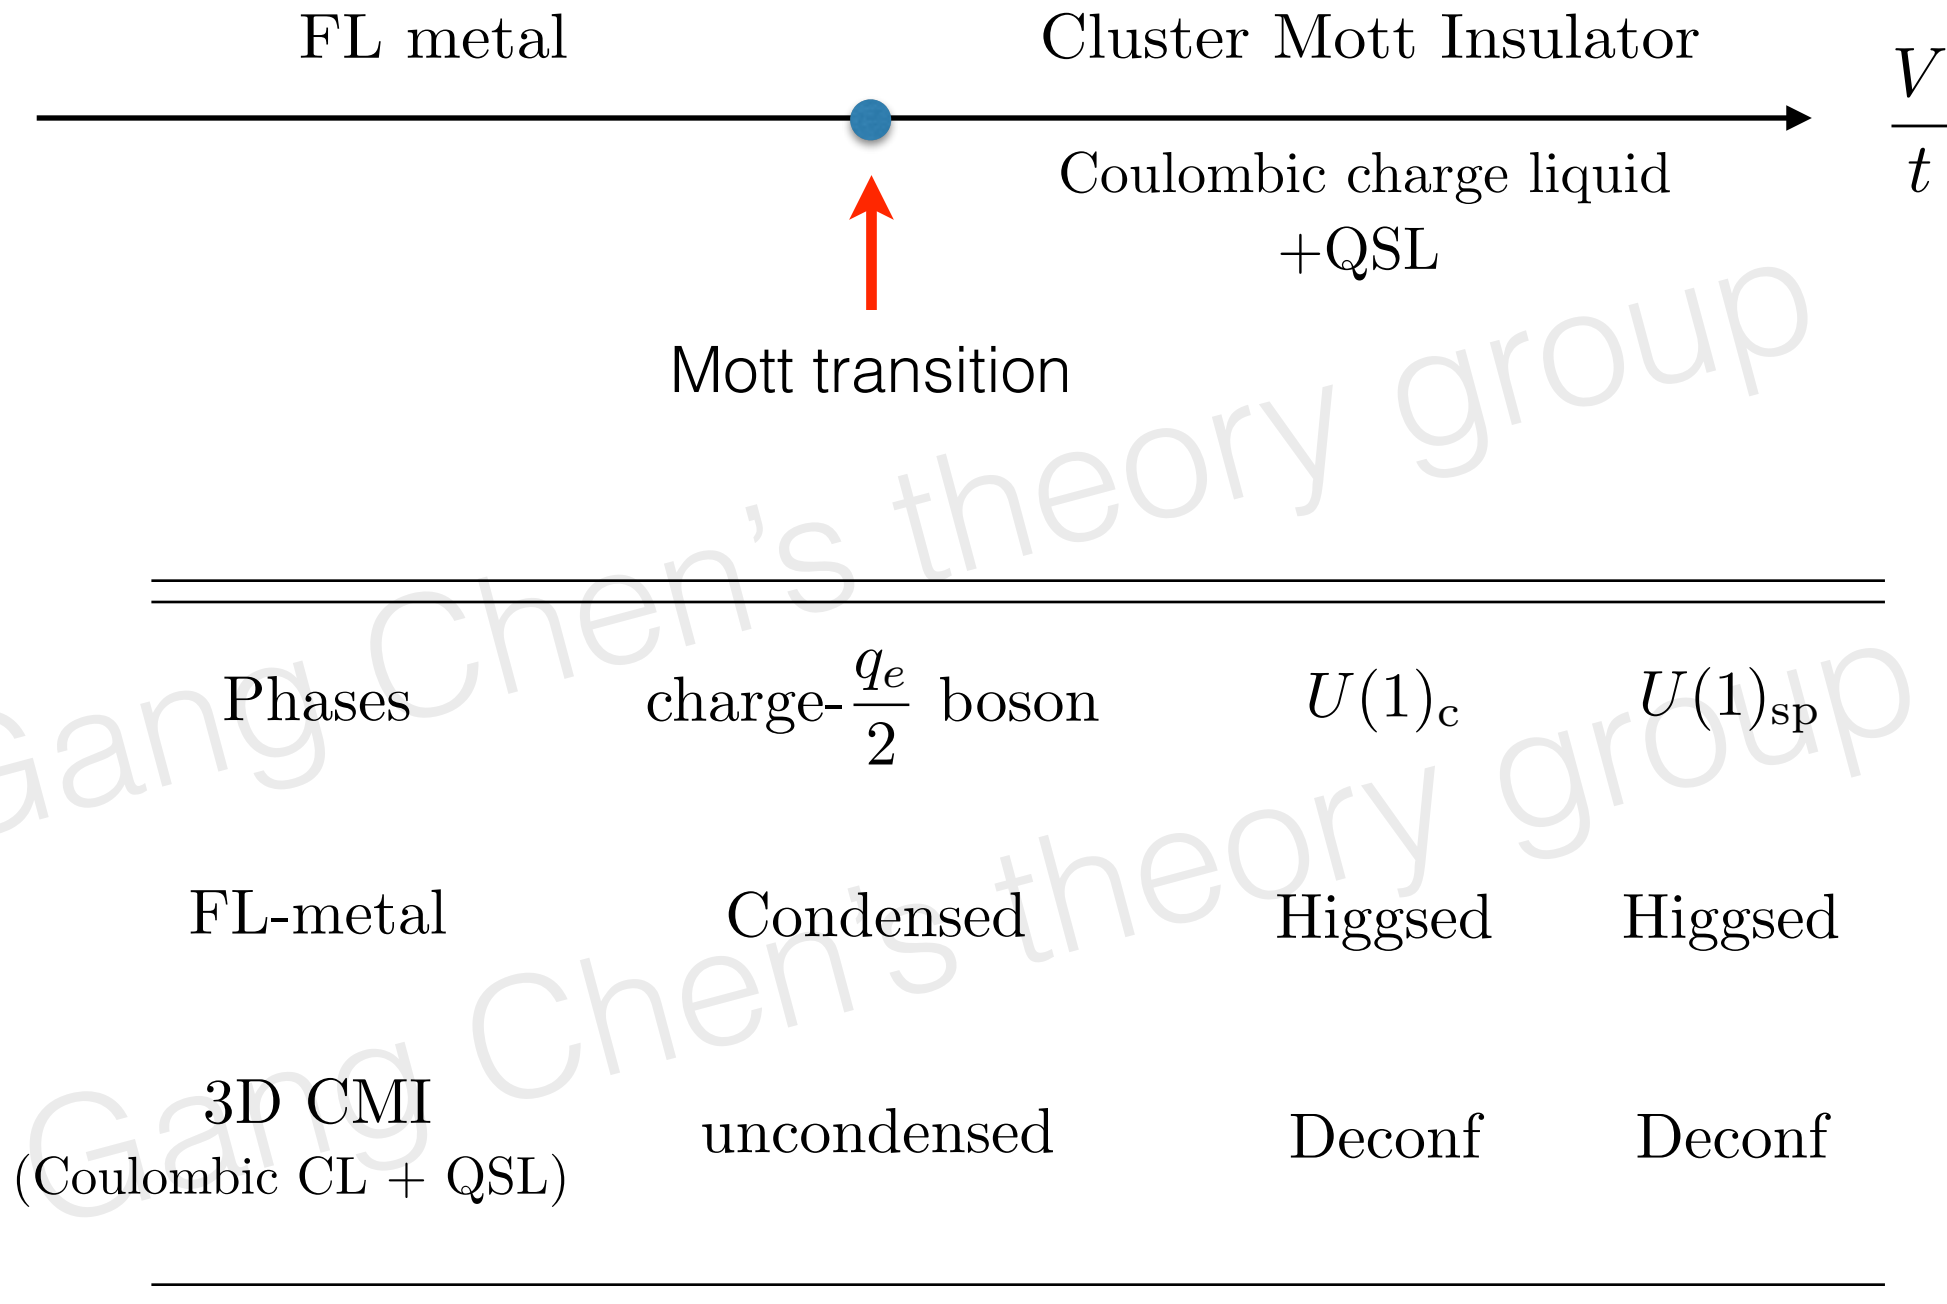 FL metal
Cluster Mott Insulator
V/t
Coulombic charge liquid
+QSL
Mott transition
Gang Chen's theory group
Phases charge-q_e/2 boson U(1)_c U(1)_sp
FL-metal Condensed Higgsed Higgsed
Gang Chen's theory group
3D CMI
(Coulombic CL + QSL) uncondensed Deconf Deconf